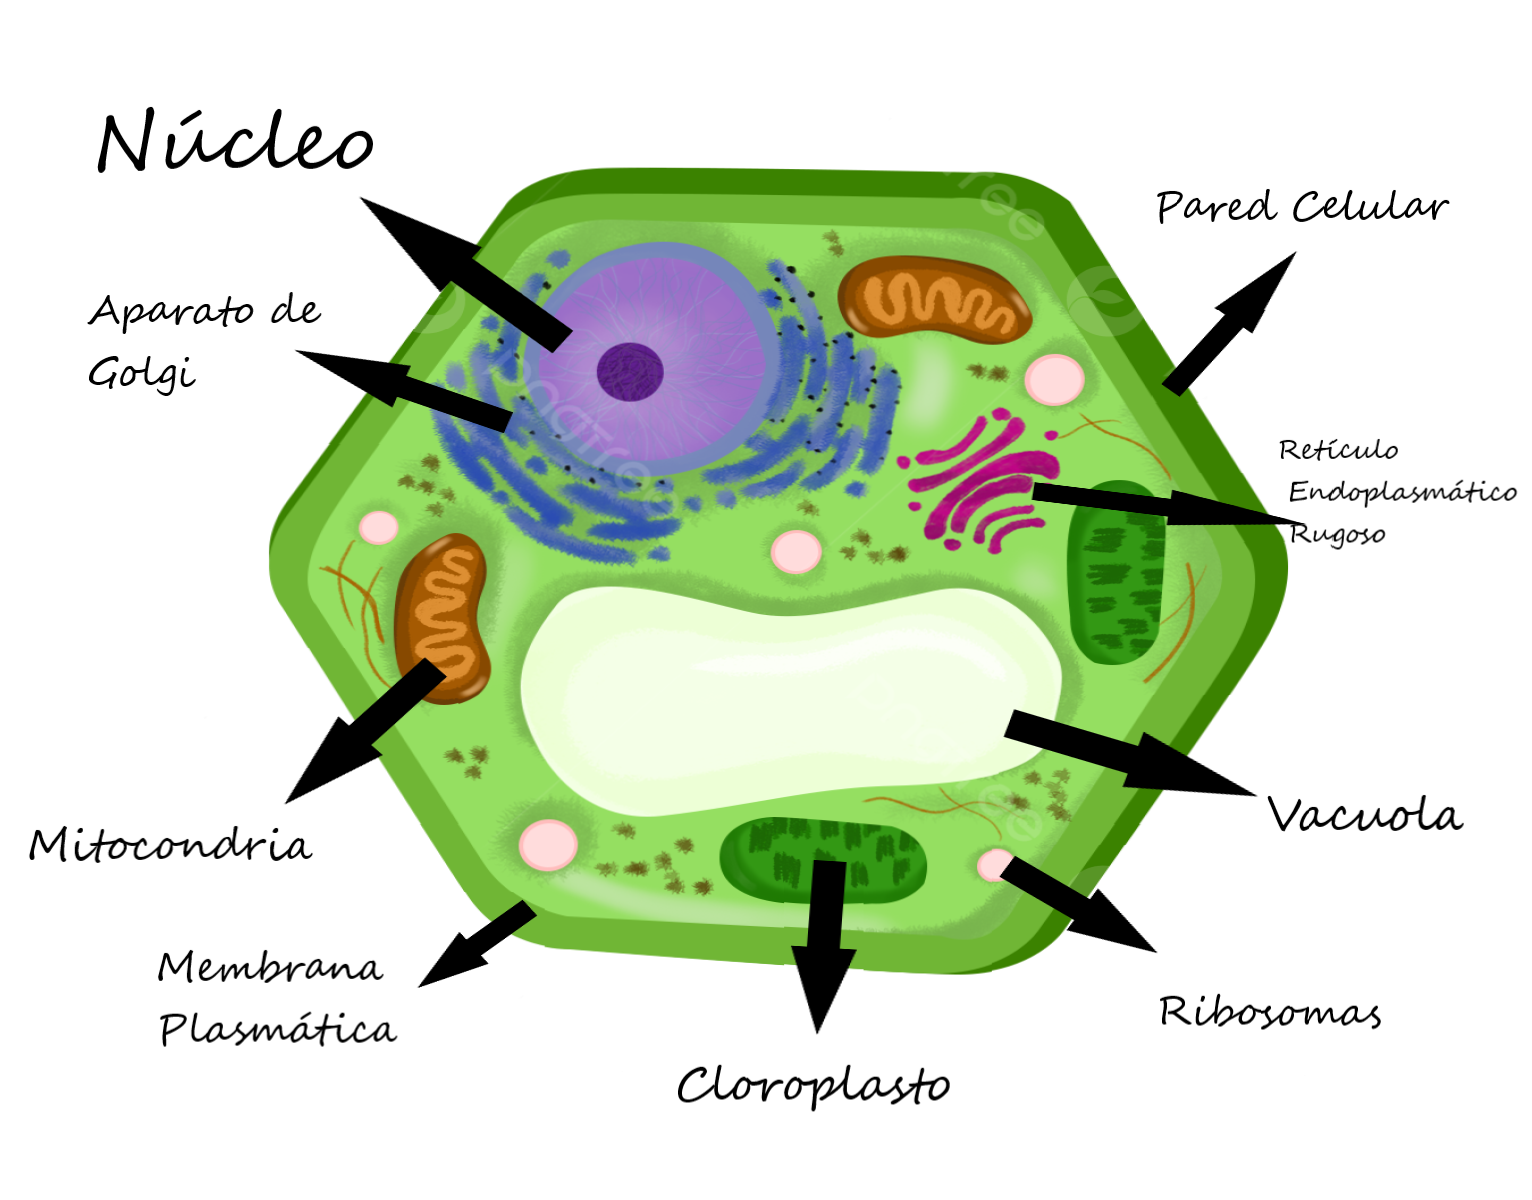 Núcleo
Pared Celular
Aparato de
Golgi
Retículo
Endoplasmático
Rugoso
Mitocondria
Vacuola
Membrana
Plasmática
Ribosomas
Cloroplasto